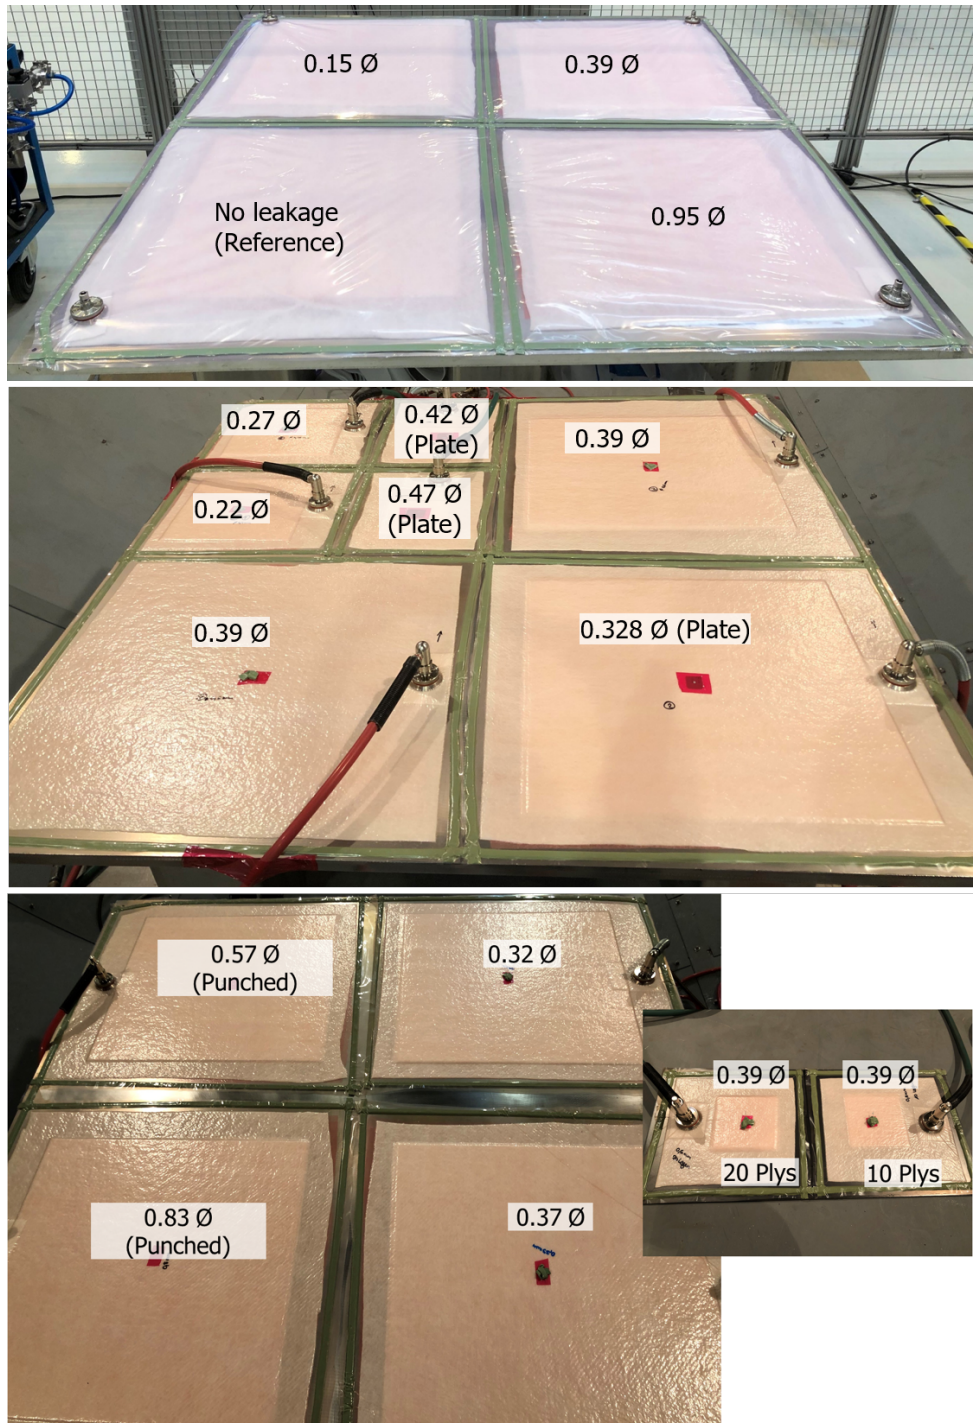 0.15 Ø
0.39 Ø
No leakage
(Reference)
0.95 Ø
0.27 Ø
0.42 Ø
(Plate)
0.39 Ø
0.22 Ø
0.47 Ø
(Plate)
0.39 Ø
0.328 Ø (Plate)
0.57 Ø
(Punched)
0.32 Ø
0.39 Ø
0.39 Ø
20 Plys
10 Plys
0.83 Ø
(Punched)
0.37 Ø